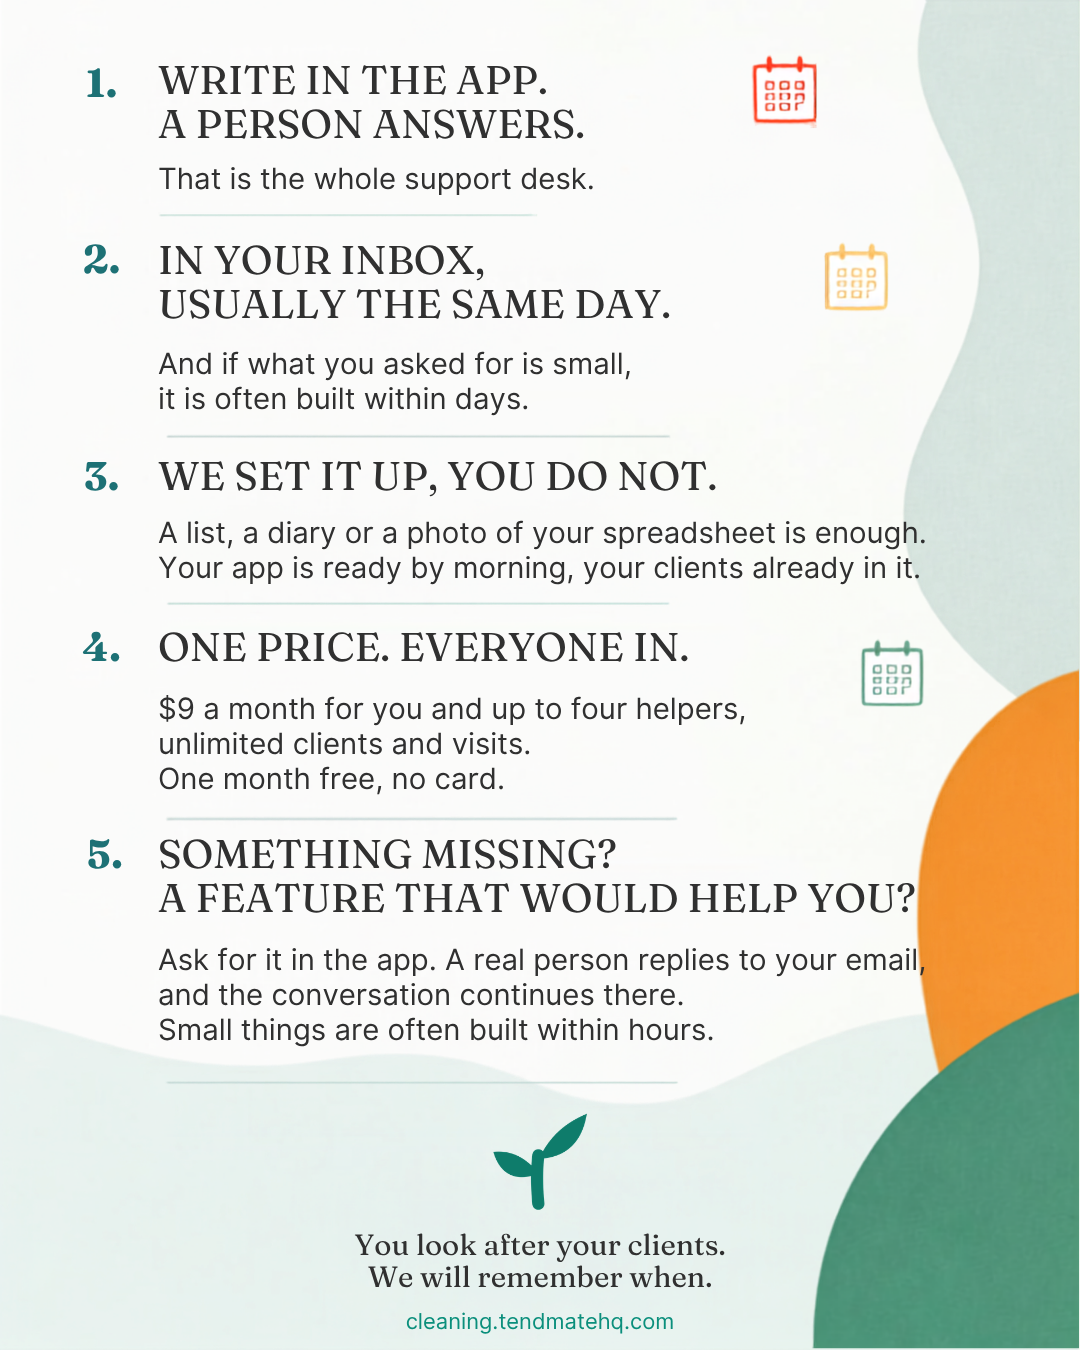 1. WRITE IN THE APP.
A PERSON ANSWERS.
That is the whole support desk.
2. IN YOUR INBOX,
USUALLY THE SAME DAY.
And if what you asked for is small,
it is often built within days.
3. WE SET IT UP, YOU DO NOT.
A list, a diary or a photo of your spreadsheet is enough.
Your app is ready by morning, your clients already in it.
4. ONE PRICE. EVERYONE IN.
$9 a month for you and up to four helpers,
unlimited clients and visits.
One month free, no card.
5. SOMETHING MISSING?
A FEATURE THAT WOULD HELP YOU?
Ask for it in the app. A real person replies to your email,
and the conversation continues there.
Small things are often built within hours.
You look after your clients.
We will remember when.
cleaning.tendmatehq.com